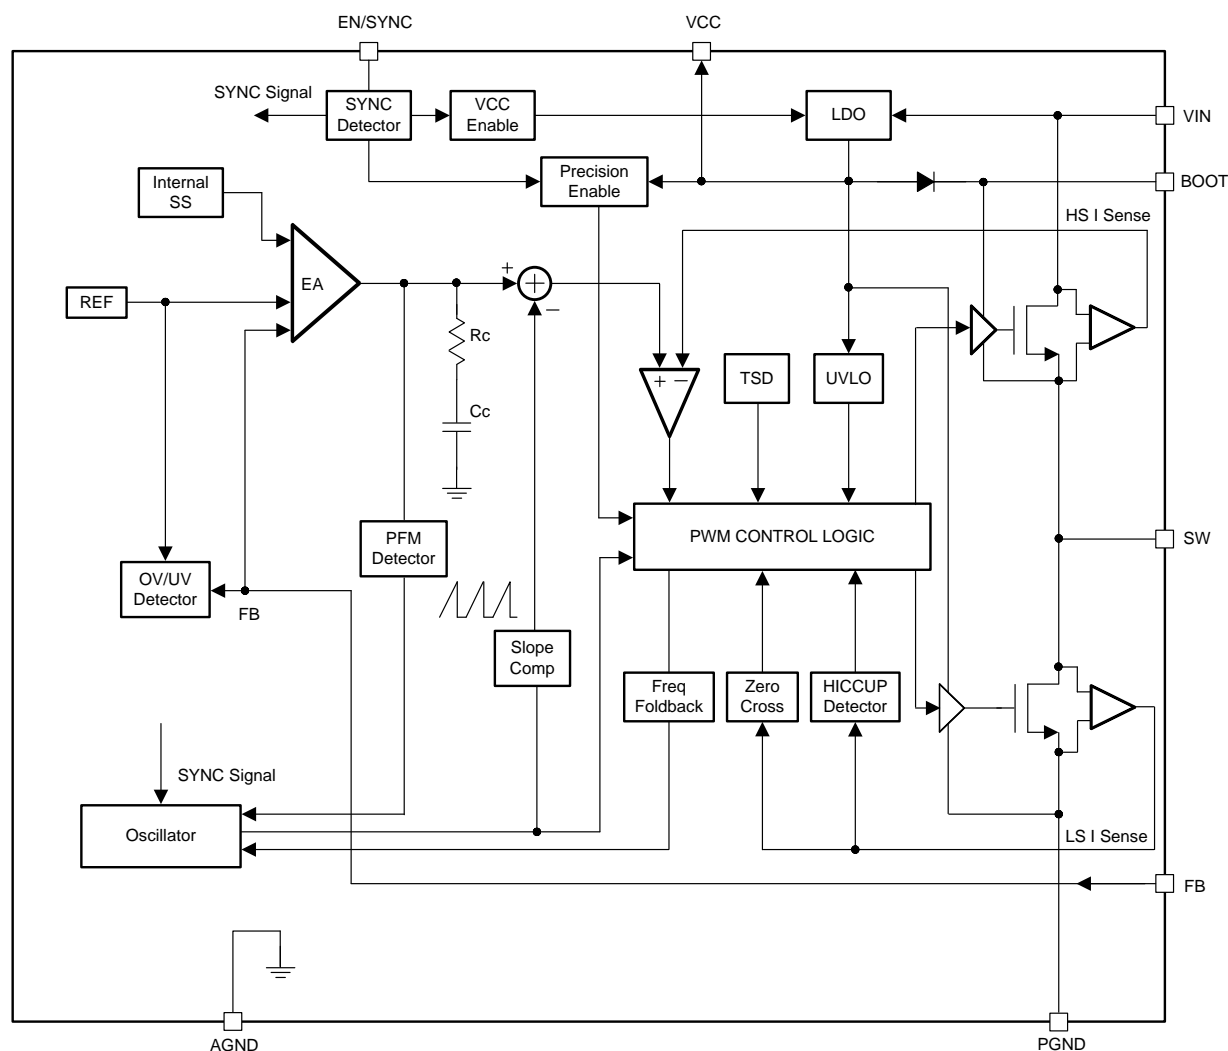 EN/SYNC
VCC
SYNC Signal
SYNC
Detector
VCC
Enable
LDO
VIN
Internal
SS
Precision
Enable
BOOT
HS I Sense
EA
+
+
−
REF
Rc
Cc
+ −
TSD
UVLO
PFM
Detector
PWM CONTROL LOGIC
SW
OV/UV
Detector
FB
Slope
Comp
Freq
Foldback
Zero
Cross
HICCUP
Detector
SYNC Signal
Oscillator
LS I Sense
FB
AGND
PGND